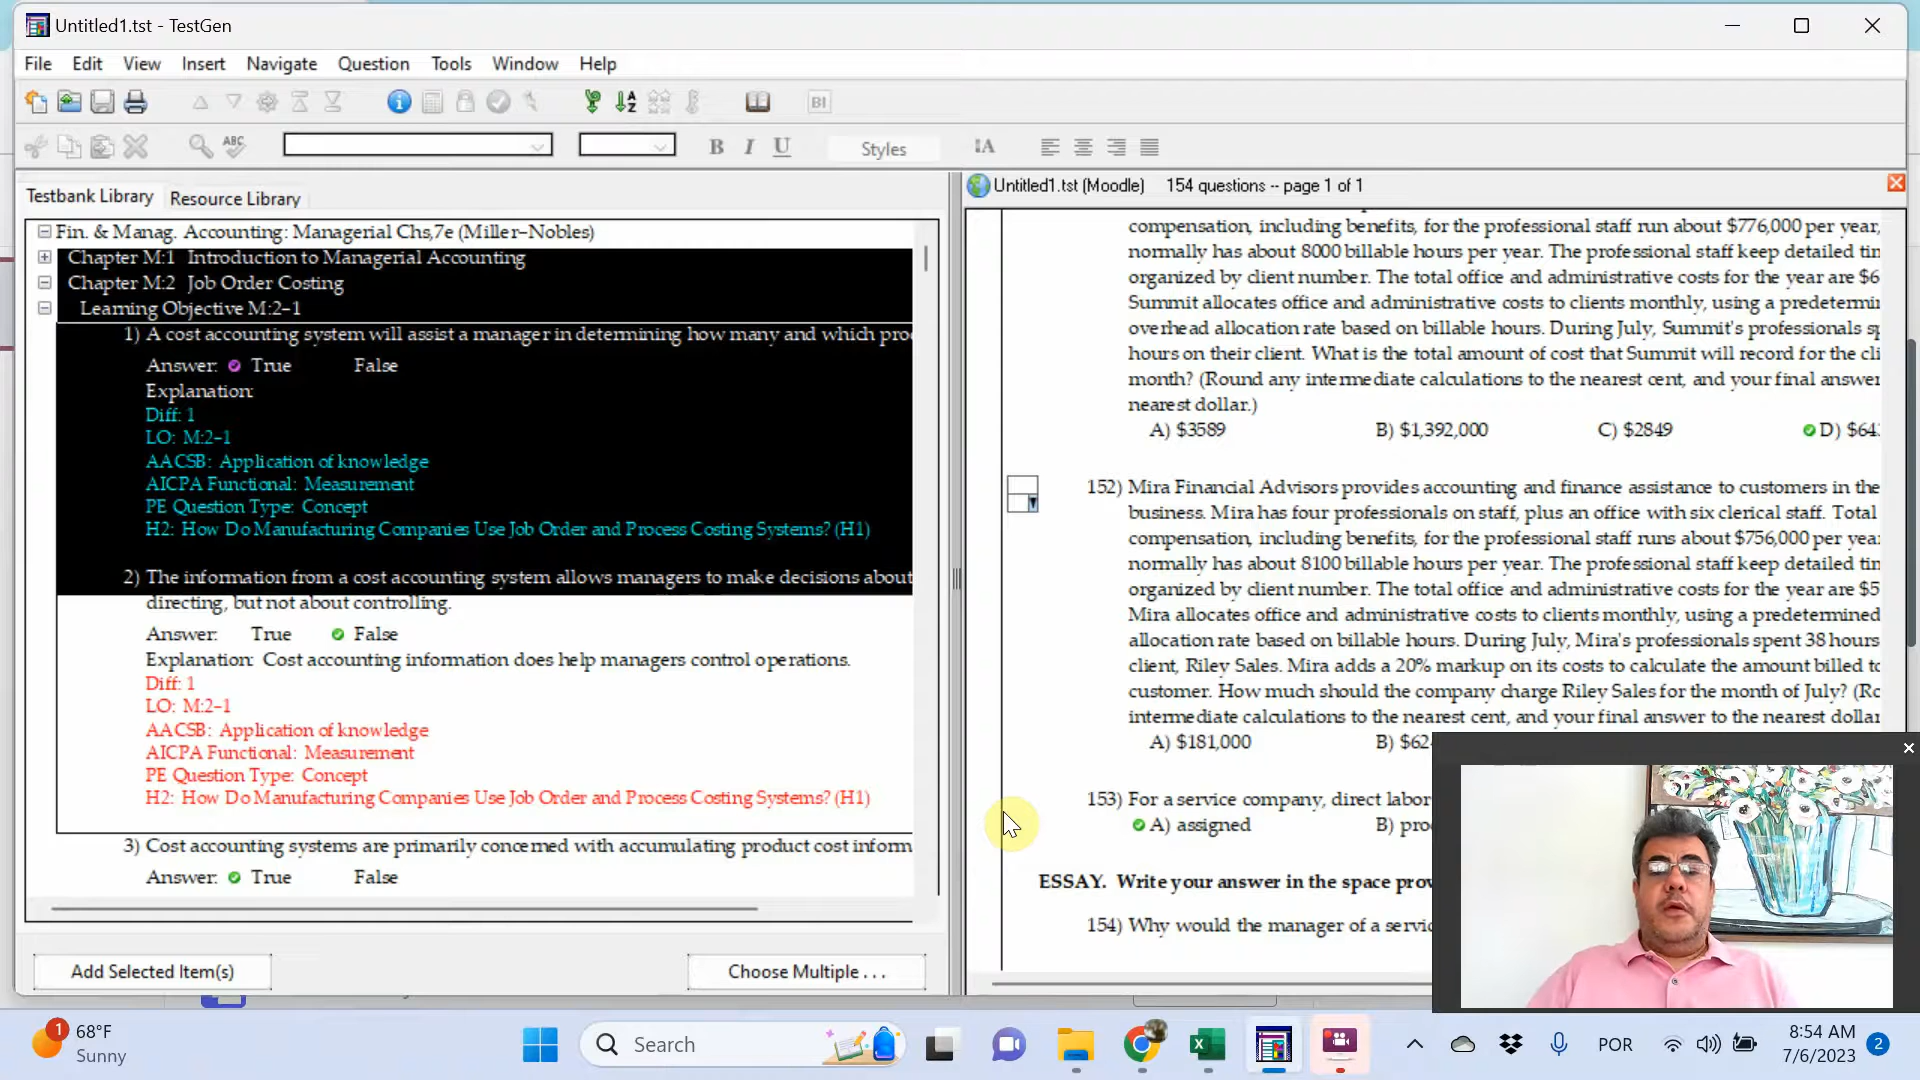 Untitled1.tst - TestGen
File Edit View Insert Navigate Question Tools Window Help
BI
ABC
B I U Styles IA
Testbank Library Resource Library
Fin. & Manag. Accounting: Managerial Chs,7e (Miller-Nobles)
Chapter M:1 Introduction to Managerial Accounting
Chapter M:2 Job Order Costing
Learning Objective M:2-1
1) A cost accounting system will assist a manager in determining how many and which pro
Answer: True False
Explanation:
Diff: 1
LO: M:2-1
AACSB: Application of knowledge
AICPA Functional: Measurement
PE Question Type: Concept
H2: How Do Manufacturing Companies Use Job Order and Process Costing Systems? (H1)
2) The information from a cost accounting system allows managers to make decisions about
directing, but not about controlling.
Answer: True False
Explanation: Cost accounting information does help managers control operations.
Diff: 1
LO: M:2-1
AACSB: Application of knowledge
AICPA Functional: Measurement
PE Question Type: Concept
H2: How Do Manufacturing Companies Use Job Order and Process Costing Systems? (H1)
3) Cost accounting systems are primarily concerned with accumulating product cost inform
Answer: True False
Add Selected Item(s) Choose Multiple . . .
Untitled1.tst (Moodle) 154 questions -- page 1 of 1
compensation, including benefits, for the professional staff run about $776,000 per year,
normally has about 8000 billable hours per year. The professional staff keep detailed tim
organized by client number. The total office and administrative costs for the year are $6
Summit allocates office and administrative costs to clients monthly, using a predetermin
overhead allocation rate based on billable hours. During July, Summit's professionals sp
hours on their client. What is the total amount of cost that Summit will record for the cli
month? (Round any intermediate calculations to the nearest cent, and your final answer
nearest dollar.)
A) $3589 B) $1,392,000 C) $2849 D) $64
152) Mira Financial Advisors provides accounting and finance assistance to customers in the
business. Mira has four professionals on staff, plus an office with six clerical staff. Total
compensation, including benefits, for the professional staff runs about $756,000 per year
normally has about 8100 billable hours per year. The professional staff keep detailed tim
organized by client number. The total office and administrative costs for the year are $5
Mira allocates office and administrative costs to clients monthly, using a predetermined
allocation rate based on billable hours. During July, Mira's professionals spent 38 hours
client, Riley Sales. Mira adds a 20% markup on its costs to calculate the amount billed to
customer. How much should the company charge Riley Sales for the month of July? (Ro
intermediate calculations to the nearest cent, and your final answer to the nearest dollar
A) $181,000 B) $62
153) For a service company, direct labor
A) assigned B) pro
ESSAY. Write your answer in the space prov
154) Why would the manager of a servic
1 68°F
Sunny
Search
POR
8:54 AM
7/6/2023
2